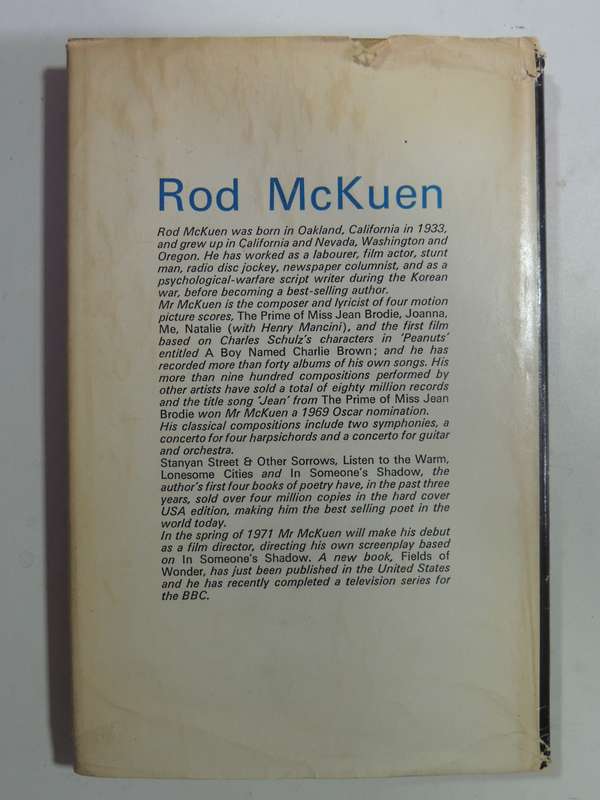 Rod McKuen
Rod McKuen was born in Oakland, California in 1933,
and grew up in California and Nevada, Washington and
Oregon. He has worked as a labourer, film actor, stunt
man, radio disc jockey, newspaper columnist, and as a
psychological-warfare script writer during the Korean
war, before becoming a best-selling author.
Mr McKuen is the composer and lyricist of four motion
picture scores, The Prime of Miss Jean Brodie, Joanna,
Me, Natalie (with Henry Mancini), and the first film
based on Charles Schulz's characters in 'Peanuts'
entitled A Boy Named Charlie Brown; and he has
recorded more than forty albums of his own songs. His
more than nine hundred compositions performed by
other artists have sold a total of eighty million records
and the title song 'Jean' from The Prime of Miss Jean
Brodie won Mr McKuen a 1969 Oscar nomination.
His classical compositions include two symphonies, a
concerto for four harpsichords and a concerto for guitar
and orchestra.
Stanyan Street & Other Sorrows, Listen to the Warm,
Lonesome Cities and In Someone's Shadow, the
author's first four books of poetry have, in the past three
years, sold over four million copies in the hard cover
USA edition, making him the best selling poet in the
world today.
In the spring of 1971 Mr McKuen will make his debut
as a film director, directing his own screenplay based
on In Someone's Shadow. A new book, Fields of
Wonder, has just been published in the United States
and he has recently completed a television series for
the BBC.